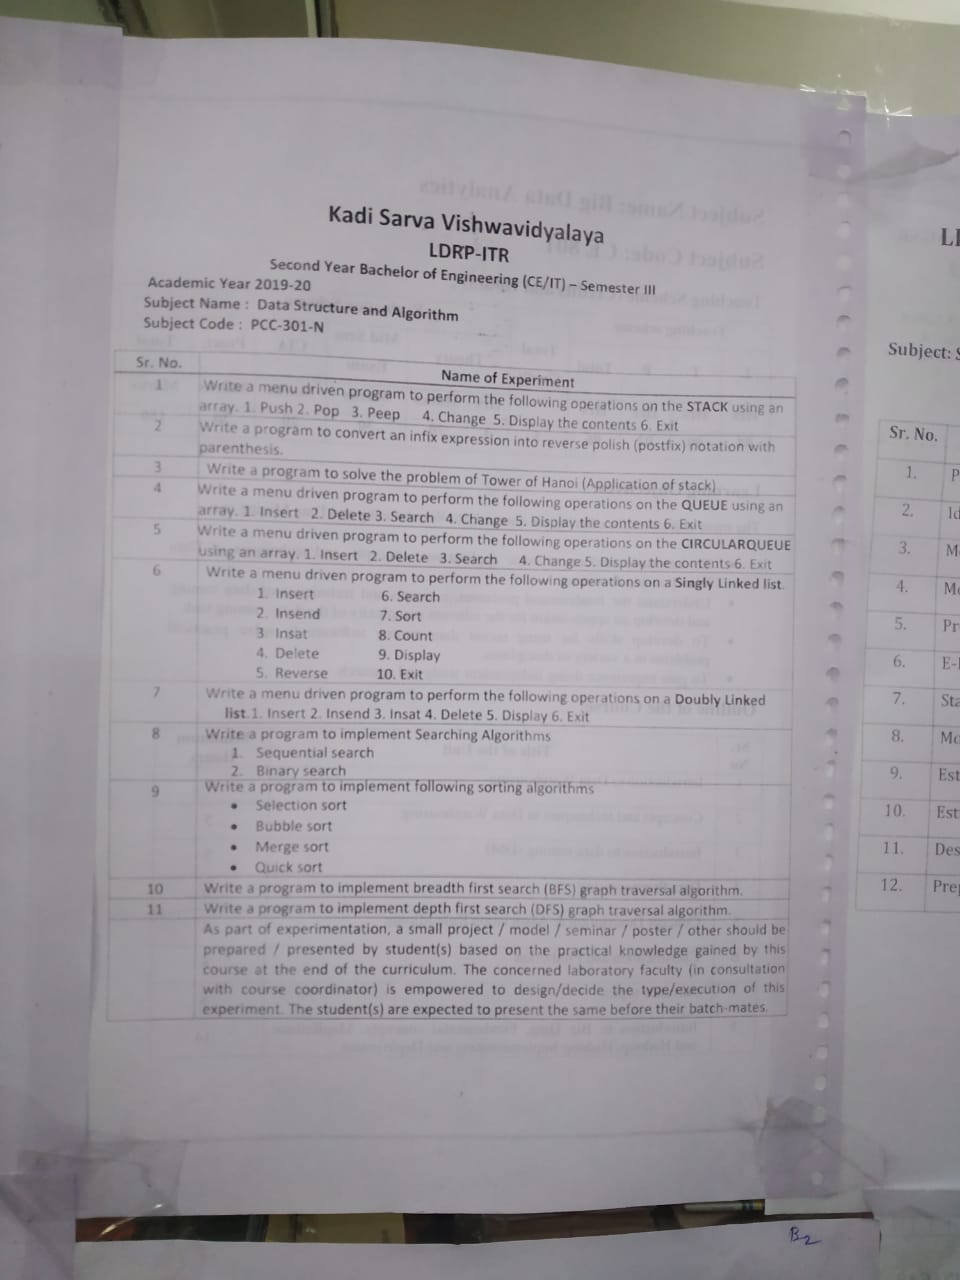 Kadi Sarva Vishwavidyalaya
LDRP-ITR
Second Year Bachelor of Engineering (CE/IT) – Semester III
Academic Year 2019-20
Subject Name : Data Structure and Algorithm
Subject Code : PCC-301-N
Sr. No. Name of Experiment
1 Write a menu driven program to perform the following operations on the STACK using an
array. 1. Push 2. Pop 3. Peep 4. Change 5. Display the contents 6. Exit
2 Write a program to convert an infix expression into reverse polish (postfix) notation with
parenthesis.
3 Write a program to solve the problem of Tower of Hanoi (Application of stack)
4 Write a menu driven program to perform the following operations on the QUEUE using an
array. 1. Insert 2. Delete 3. Search 4. Change 5. Display the contents 6. Exit
5 Write a menu driven program to perform the following operations on the CIRCULARQUEUE
using an array. 1. Insert 2. Delete 3. Search 4. Change 5. Display the contents 6. Exit
6 Write a menu driven program to perform the following operations on a Singly Linked list.
1. Insert 6. Search
2. Insend 7. Sort
3. Insat 8. Count
4. Delete 9. Display
5. Reverse 10. Exit
7 Write a menu driven program to perform the following operations on a Doubly Linked
list. 1. Insert 2. Insend 3. Insat 4. Delete 5. Display 6. Exit
8 Write a program to implement Searching Algorithms
1. Sequential search
2. Binary search
9 Write a program to implement following sorting algorithms
• Selection sort
• Bubble sort
• Merge sort
• Quick sort
10 Write a program to implement breadth first search (BFS) graph traversal algorithm.
11 Write a program to implement depth first search (DFS) graph traversal algorithm.
As part of experimentation, a small project / model / seminar / poster / other should be
prepared / presented by student(s) based on the practical knowledge gained by this
course at the end of the curriculum. The concerned laboratory faculty (in consultation
with course coordinator) is empowered to design/decide the type/execution of this
experiment. The student(s) are expected to present the same before their batch-mates.
Subject:
Sr. No.
1.
2.
3.
4.
5.
6.
7.
8.
9.
10.
11.
12.
B2